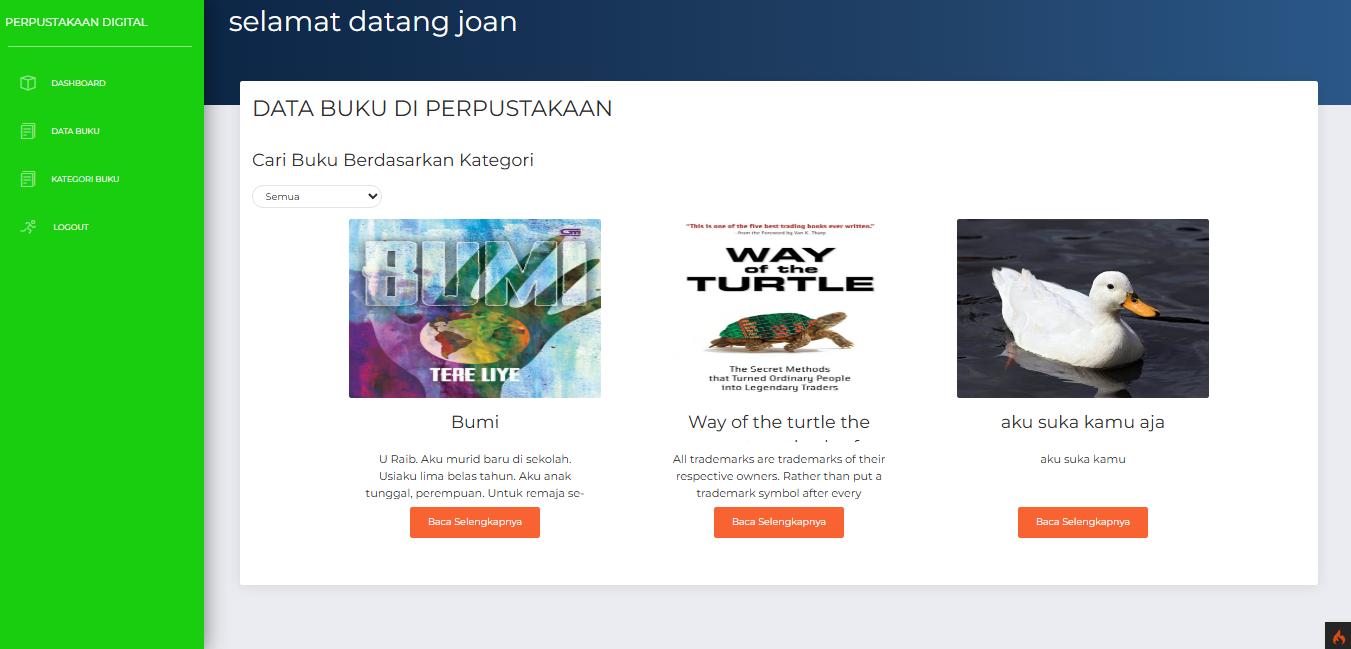 PERPUSTAKAAN DIGITAL
DASHBOARD
DATA BUKU
KATEGORI BUKU
LOGOUT
selamat datang joan
DATA BUKU DI PERPUSTAKAAN
Cari Buku Berdasarkan Kategori
Semua
BUMI
TERE LIYE
Bumi
U Raib. Aku murid baru di sekolah.
Usiaku lima belas tahun. Aku anak
tunggal, perempuan. Untuk remaja se-
Baca Selengkapnya
"This is one of the five best trading books ever written."
-From the Foreword by Van K. Tharp
WAY
of the
TURTLE
The Secret Methods
that Turned Ordinary People
into Legendary Traders
Way of the turtle the
All trademarks are trademarks of their
respective owners. Rather than put a
trademark symbol after every
Baca Selengkapnya
aku suka kamu aja
aku suka kamu
Baca Selengkapnya